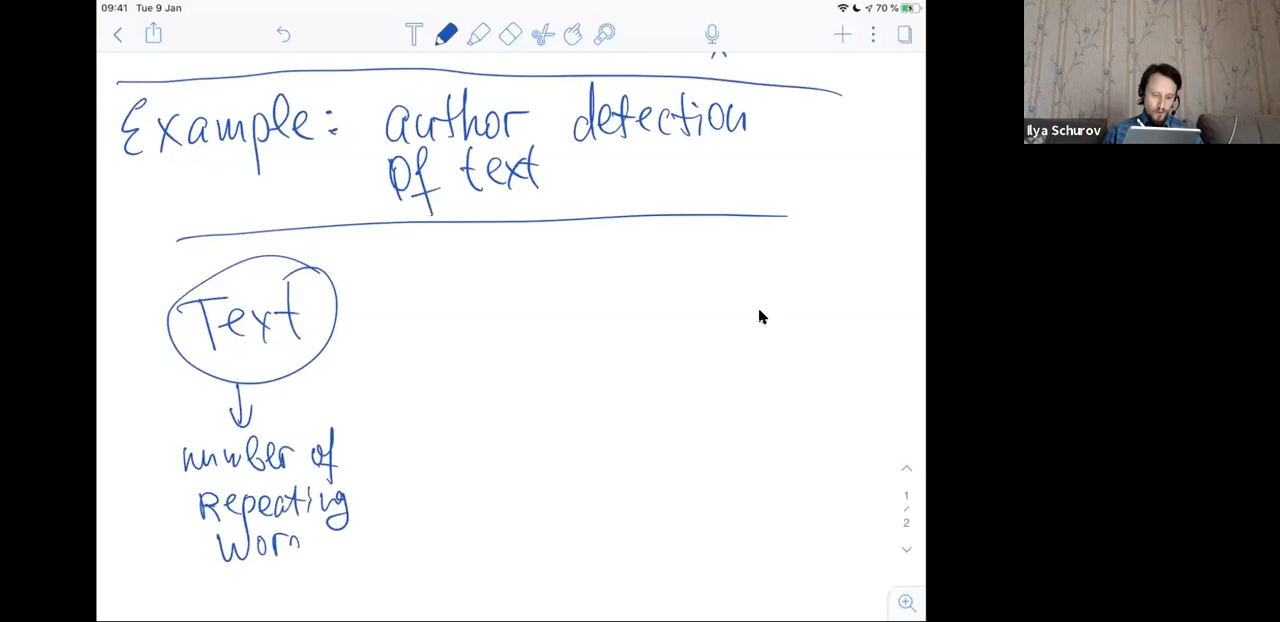 09:41 Tue 9 Jan
70 %
Example: author detection
of text
Text
number of
Repeating
Wor
1
/
2
Ilya Schurov